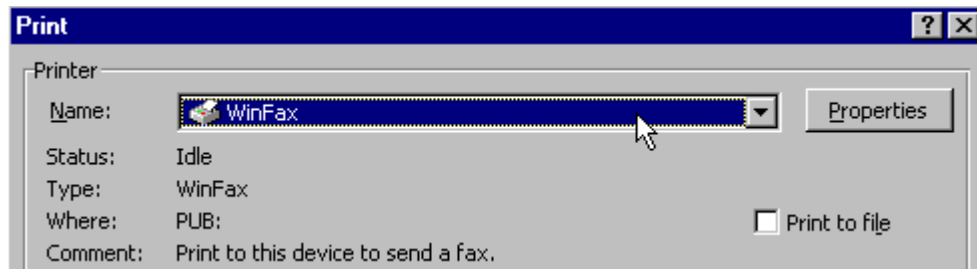 Print
Printer
Name: WinFax Properties
Status: Idle
Type: WinFax
Where: PUB: Print to file
Comment: Print to this device to send a fax.